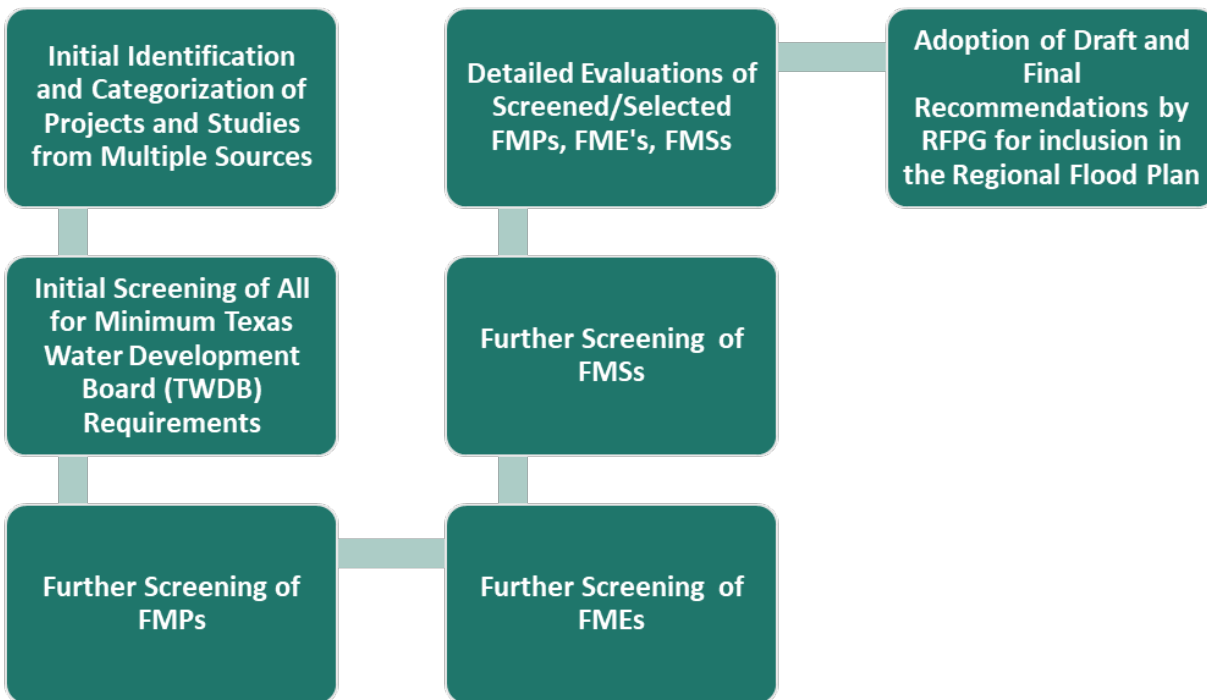 Initial Identification
and Categorization of
Projects and Studies
from Multiple Sources
Initial Screening of All
for Minimum Texas
Water Development
Board (TWDB)
Requirements
Further Screening of
FMPs
Further Screening of
FMEs
Further Screening of
FMSs
Detailed Evaluations of
Screened/Selected
FMPs, FME's, FMSs
Adoption of Draft and
Final
Recommendations by
RFPG for inclusion in
the Regional Flood Plan